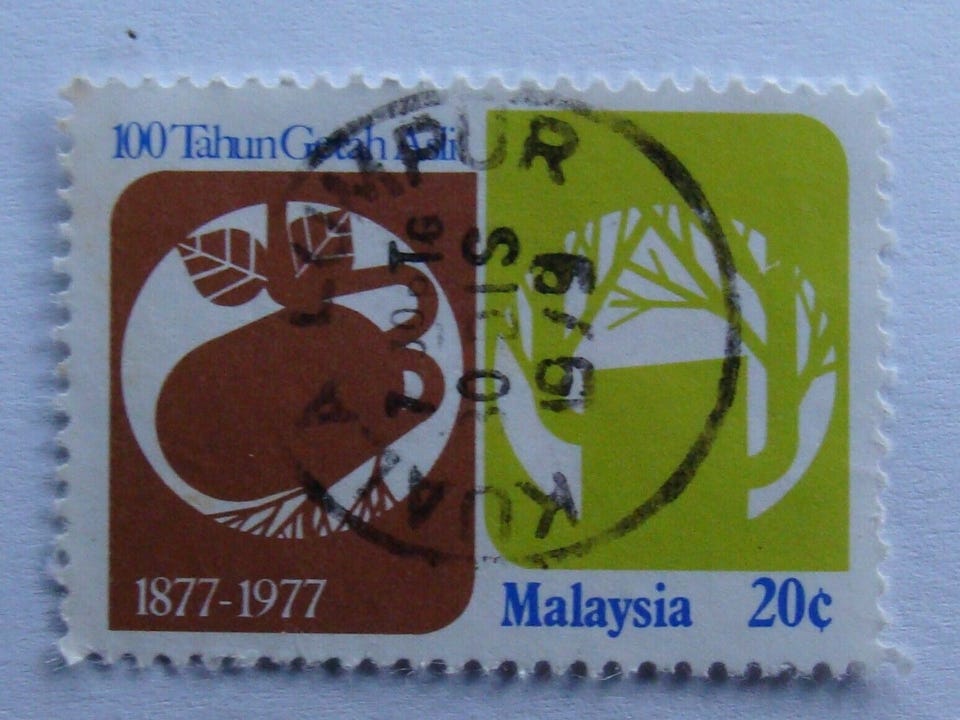 100 Tahun Getah Asli
1877-1977
Malaysia 20¢
KUALA LUMPUR
1979